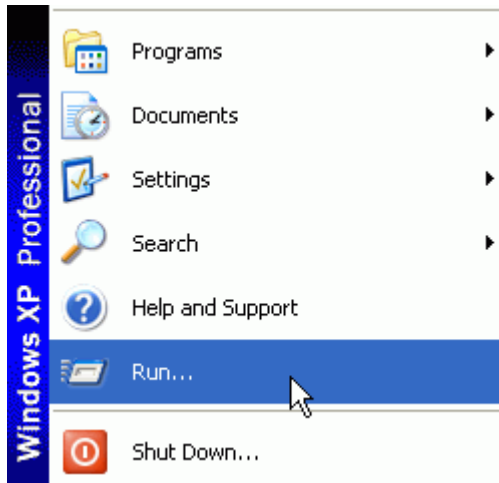 Windows XP Professional
Programs
Documents
Settings
Search
Help and Support
Run...
Shut Down...